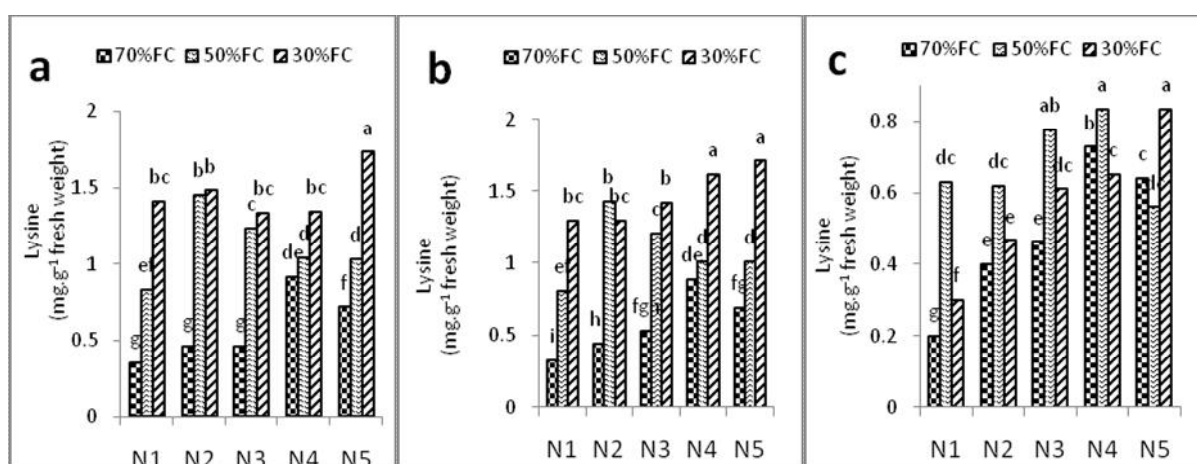 a
70%FC 50%FC 30%FC
Lysine
(mg.g⁻¹ fresh weight)
2
1.5
1
0.5
0
g ef bc
g b b
g c bc
de d bc
f d a
N1 N2 N3 N4 N5
b
70%FC 50%FC 30%FC
Lysine
(mg.g⁻¹ fresh weight)
2
1.5
1
0.5
0
i bc
h b bc
c b
de d a
fg d a
N1 N2 N3 N4 N5
c
70%FC 50%FC 30%FC
Lysine
(mg.g⁻¹ fresh weight)
0.8
0.6
0.4
0.2
0
g dc f
e dc e
e ab dc
b a c
c a
N1 N2 N3 N4 N5